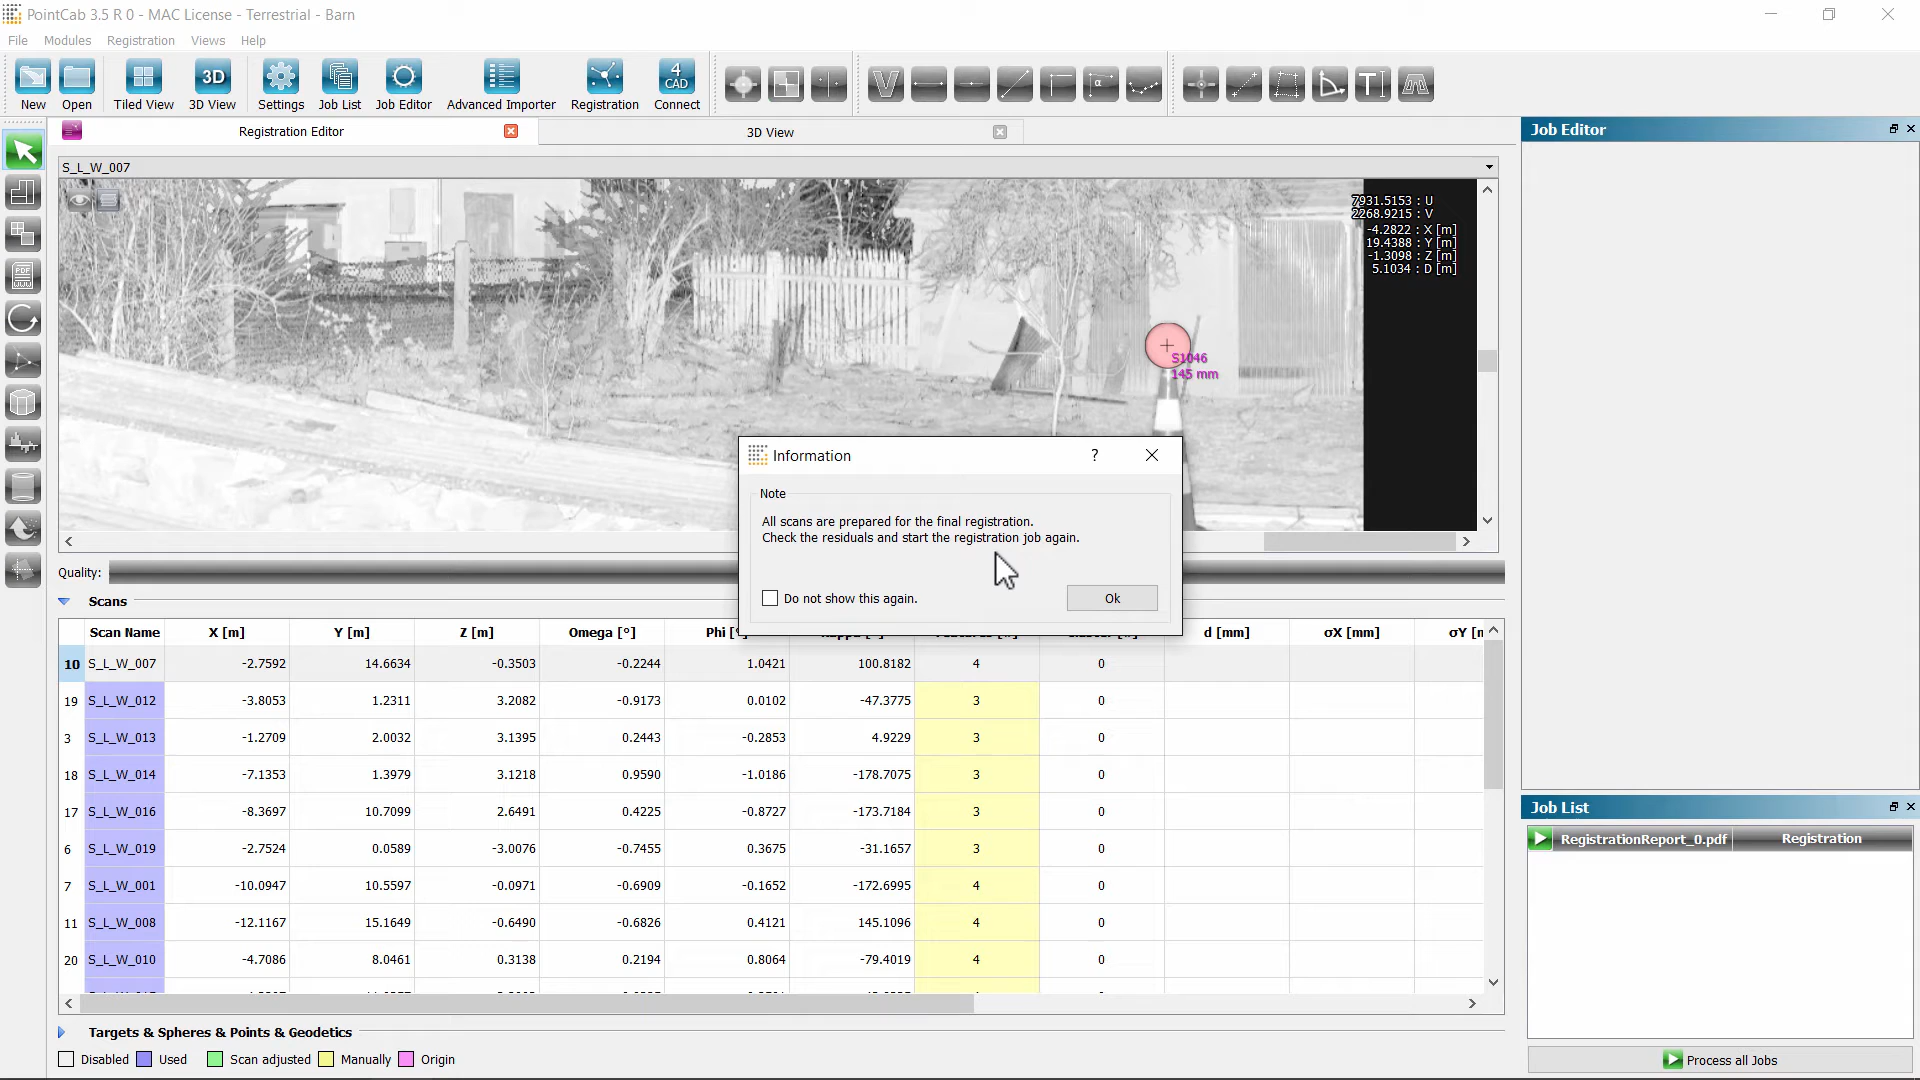 PointCab 3.5 R 0 - MAC License - Terrestrial - Barn
File Modules Registration Views Help
New Open Tiled View 3D View Settings Job List Job Editor Advanced Importer Registration Connect
3D
4 CAD
V
α
T
PDF
Registration Editor
3D View
Job Editor
S_L_W_007
7931.5153 : U
2268.9215 : V
-4.2822 : X [m]
19.4388 : Y [m]
-1.3098 : Z [m]
5.1034 : D [m]
S1046
145 mm
Information
?
Note
All scans are prepared for the final registration.
Check the residuals and start the registration job again.
Do not show this again.
Ok
Quality:
Scans
Scan Name X [m] Y [m] Z [m] Omega [°] Phi [° d [mm] σX [mm] σY [m
10 S_L_W_007 -2.7592 14.6634 -0.3503 -0.2244 1.0421 100.8182 4 0
19 S_L_W_012 -3.8053 1.2311 3.2082 -0.9173 0.0102 -47.3775 3 0
3 S_L_W_013 -1.2709 2.0032 3.1395 0.2443 -0.2853 4.9229 3 0
18 S_L_W_014 -7.1353 1.3979 3.1218 0.9590 -1.0186 -178.7075 3 0
17 S_L_W_016 -8.3697 10.7099 2.6491 0.4225 -0.8727 -173.7184 3 0
6 S_L_W_019 -2.7524 0.0589 -3.0076 -0.7455 0.3675 -31.1657 3 0
7 S_L_W_001 -10.0947 10.5597 -0.0971 -0.6909 -0.1652 -172.6995 4 0
11 S_L_W_008 -12.1167 15.1649 -0.6490 -0.6826 0.4121 145.1096 4 0
20 S_L_W_010 -4.7086 8.0461 0.3138 0.2194 0.8064 -79.4019 4 0
Targets & Spheres & Points & Geodetics
Disabled Used Scan adjusted Manually Origin
Job List
RegistrationReport_0.pdf Registration
Process all Jobs